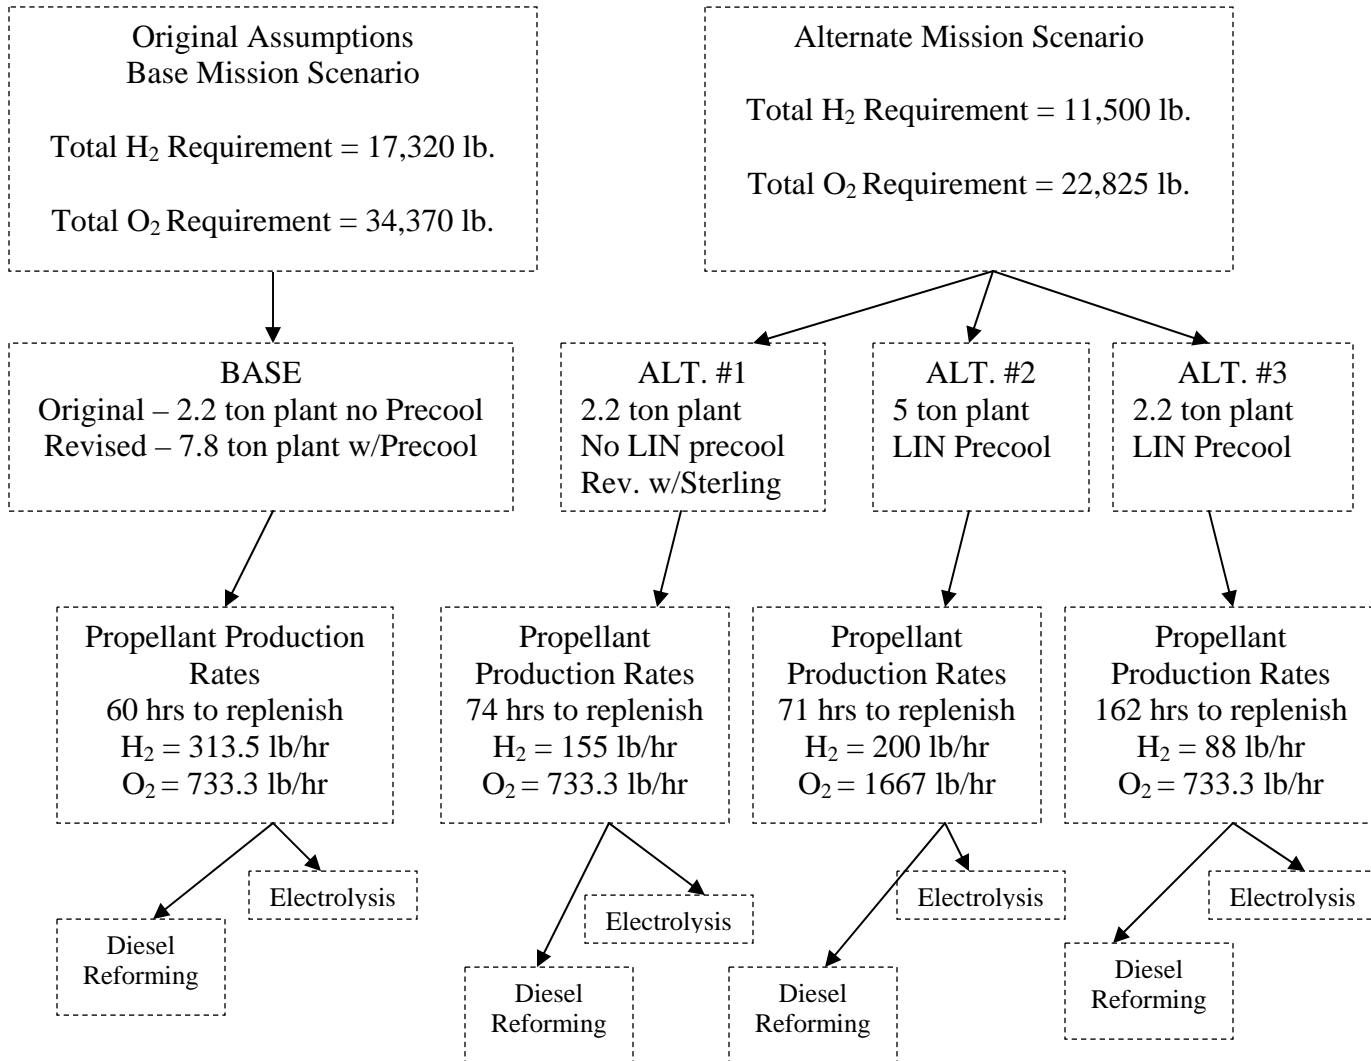 Original Assumptions
Base Mission Scenario
Total H₂ Requirement = 17,320 lb.
Total O₂ Requirement = 34,370 lb.
Alternate Mission Scenario
Total H₂ Requirement = 11,500 lb.
Total O₂ Requirement = 22,825 lb.
BASE
Original – 2.2 ton plant no Precool
Revised – 7.8 ton plant w/Precool
ALT. #1
2.2 ton plant
No LIN precool
Rev. w/Sterling
ALT. #2
5 ton plant
LIN Precool
ALT. #3
2.2 ton plant
LIN Precool
Propellant Production
Rates
60 hrs to replenish
H₂ = 313.5 lb/hr
O₂ = 733.3 lb/hr
Propellant
Production Rates
74 hrs to replenish
H₂ = 155 lb/hr
O₂ = 733.3 lb/hr
Propellant
Production Rates
71 hrs to replenish
H₂ = 200 lb/hr
O₂ = 1667 lb/hr
Propellant
Production Rates
162 hrs to replenish
H₂ = 88 lb/hr
O₂ = 733.3 lb/hr
Diesel
Reforming
Electrolysis
Diesel
Reforming
Electrolysis
Diesel
Reforming
Electrolysis
Diesel
Reforming
Electrolysis